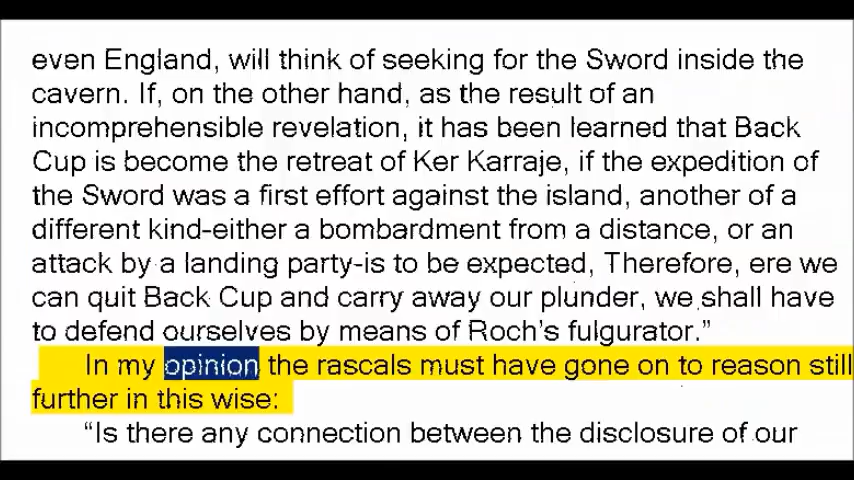 even England, will think of seeking for the Sword inside the
cavern. If, on the other hand, as the result of an
incomprehensible revelation, it has been learned that Back
Cup is become the retreat of Ker Karraje, if the expedition of
the Sword was a first effort against the island, another of a
different kind-either a bombardment from a distance, or an
attack by a landing party-is to be expected, Therefore, ere we
can quit Back Cup and carry away our plunder, we shall have
to defend ourselves by means of Roch’s fulgurator.”
In my opinion the rascals must have gone on to reason still
further in this wise:
“Is there any connection between the disclosure of our